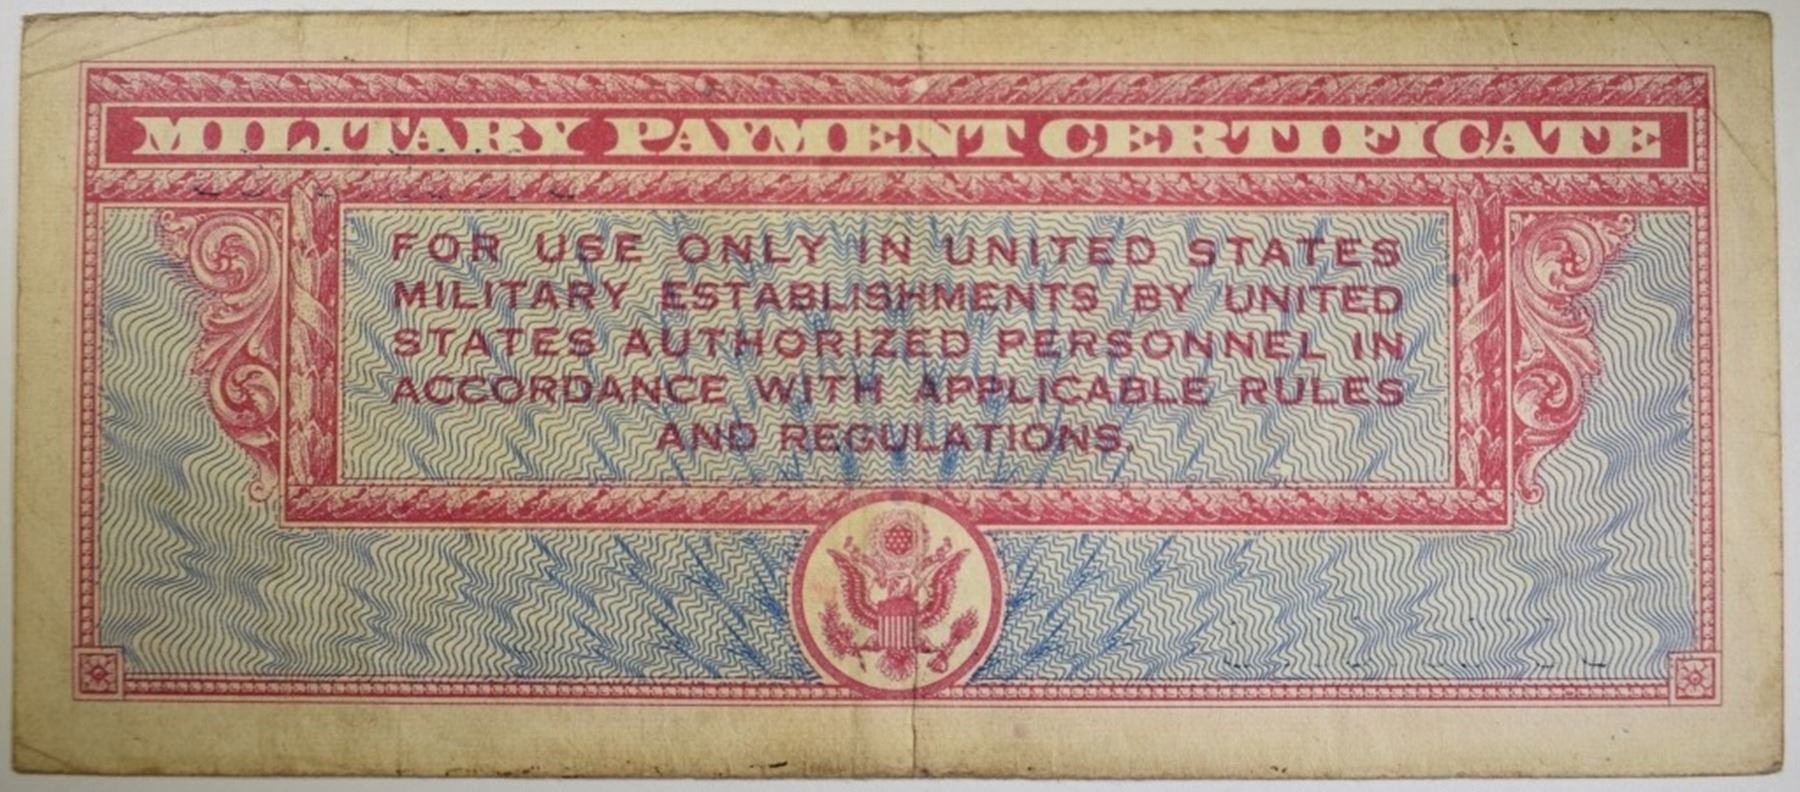 MILITARY PAYMENT CERTIFICATE
FOR USE ONLY IN UNITED STATES
MILITARY ESTABLISHMENTS BY UNITED
STATES AUTHORIZED PERSONNEL IN
ACCORDANCE WITH APPLICABLE RULES
AND REGULATIONS.